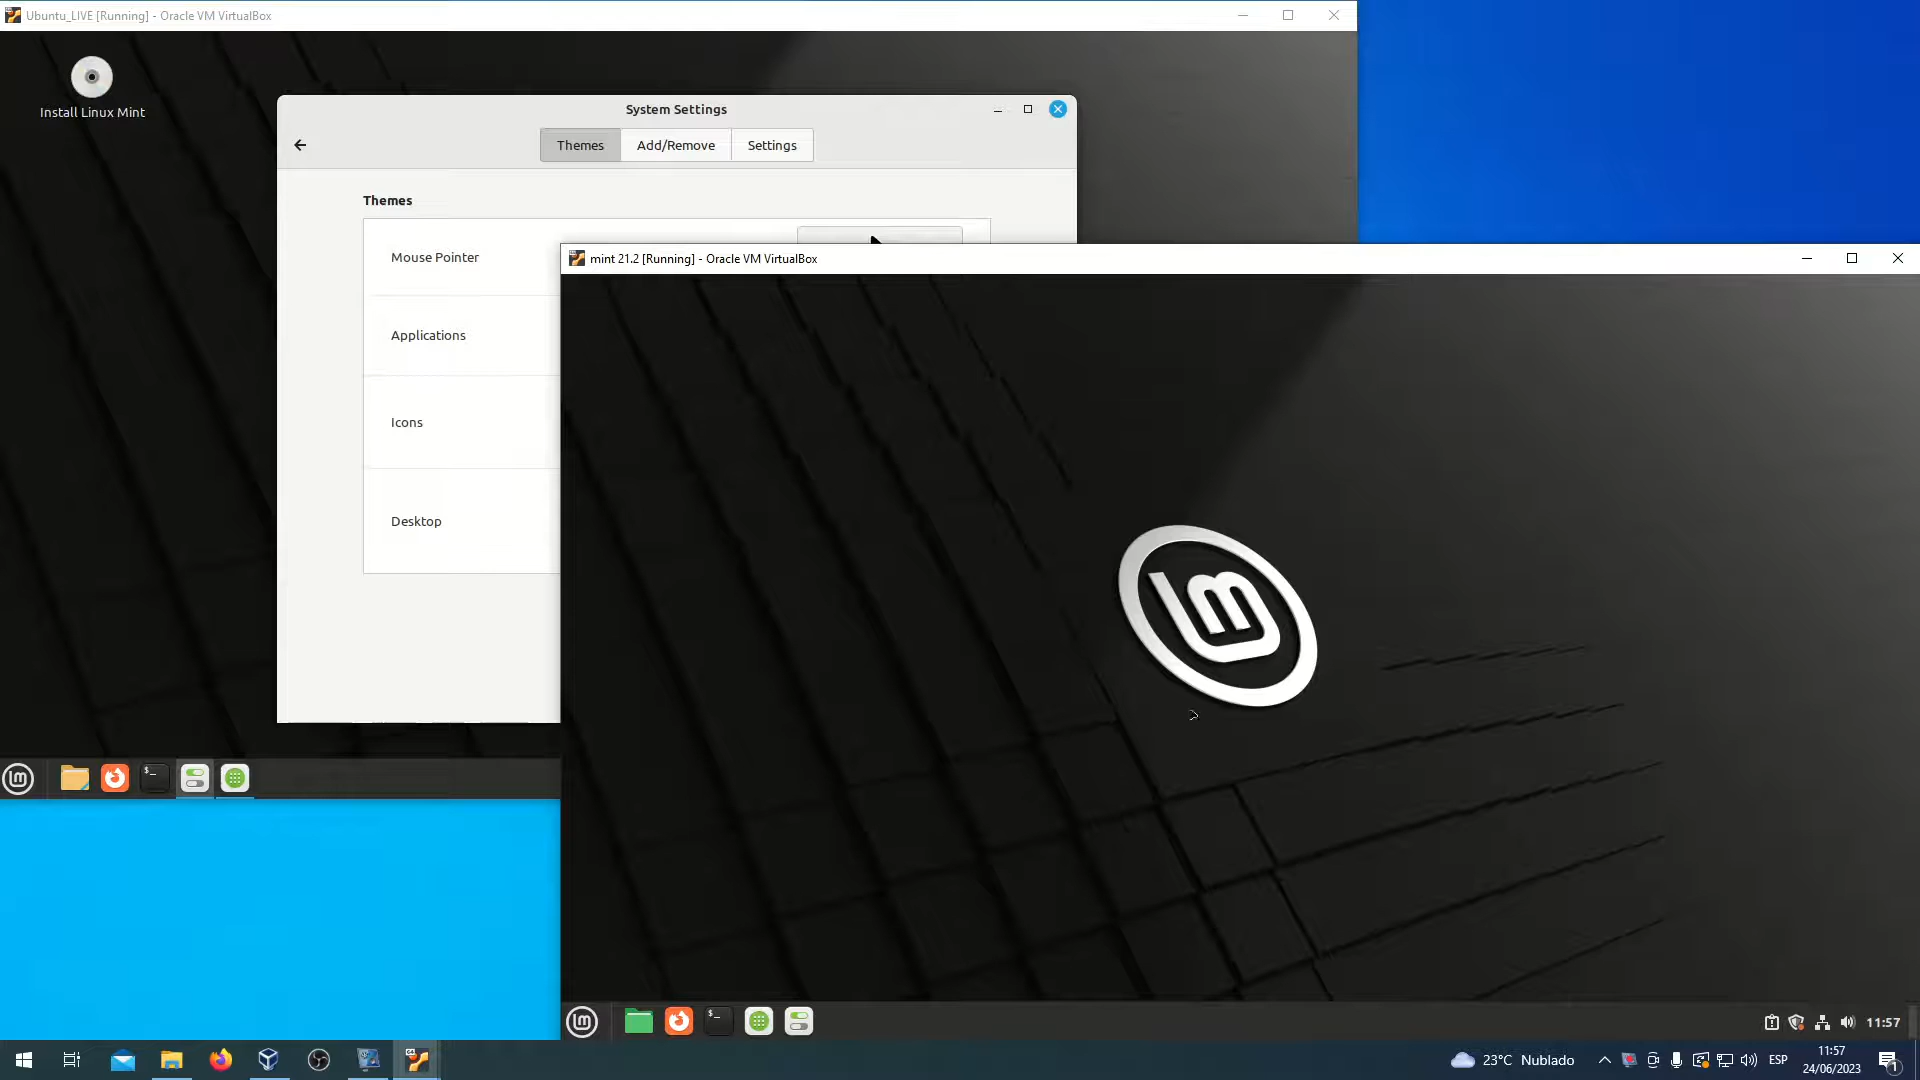 Ubuntu_LIVE [Running] - Oracle VM VirtualBox
Install Linux Mint
System Settings
Themes
Add/Remove
Settings
Themes
Mouse Pointer
Applications
Icons
Desktop
mint 21.2 [Running] - Oracle VM VirtualBox
11:57
23°C Nublado
ESP
11:57
24/06/2023
1